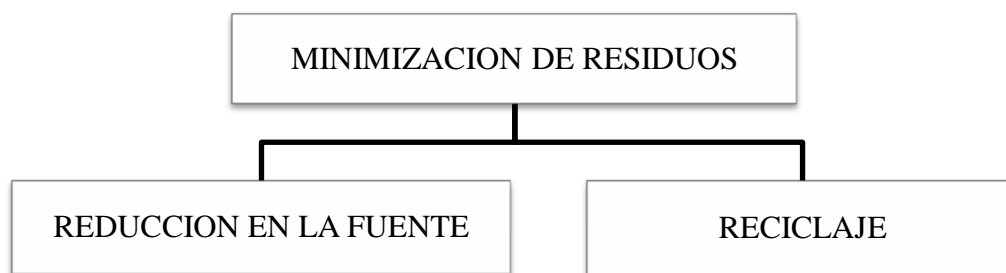 MINIMIZACION DE RESIDUOS
REDUCCION EN LA FUENTE
RECICLAJE